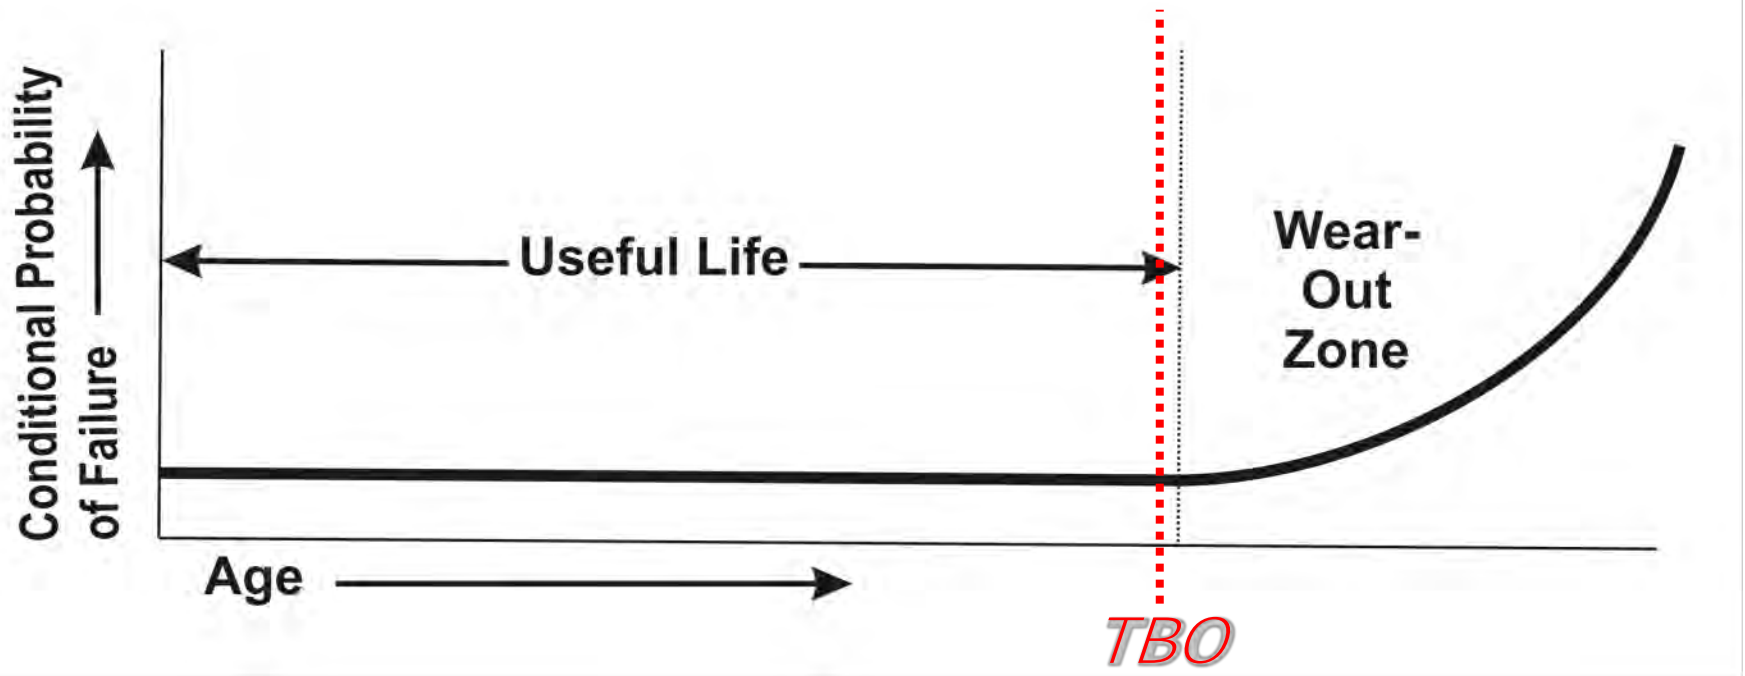 Conditional Probability
of Failure
Useful Life
Wear-
Out
Zone
Age
TBO